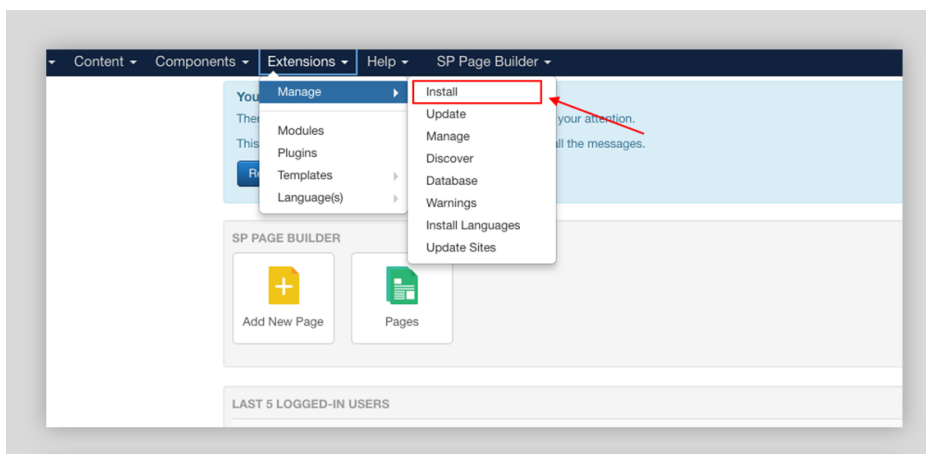 Content Components Extensions Help SP Page Builder
Manage
Install
Update
Manage
Discover
Database
Warnings
Install Languages
Update Sites
Modules
Plugins
Templates
Language(s)
You
your attention.
This
all the messages.
SP PAGE BUILDER
Add New Page
Pages
LAST 5 LOGGED-IN USERS